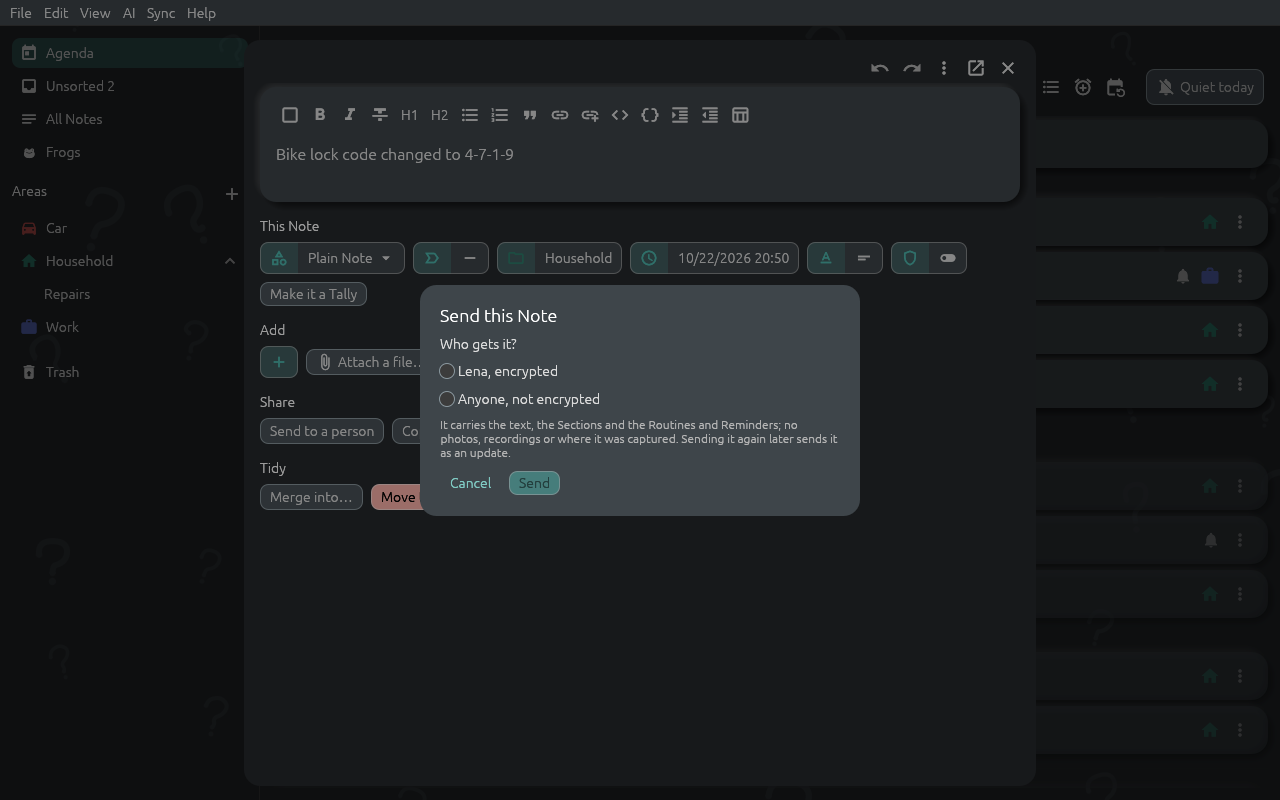 File Edit View AI Sync Help
Agenda
Unsorted 2
All Notes
Frogs
Areas
Car
Household
Repairs
Work
Trash
Quiet today
B I S H1 H2
Bike lock code changed to 4-7-1-9
This Note
Plain Note
Household
10/22/2026 20:50
Make it a Tally
Add
Attach a file…
Share
Send to a person
Co
Tidy
Merge into…
Move
Send this Note
Who gets it?
Lena, encrypted
Anyone, not encrypted
It carries the text, the Sections and the Routines and Reminders; no
photos, recordings or where it was captured. Sending it again later sends it
as an update.
Cancel
Send